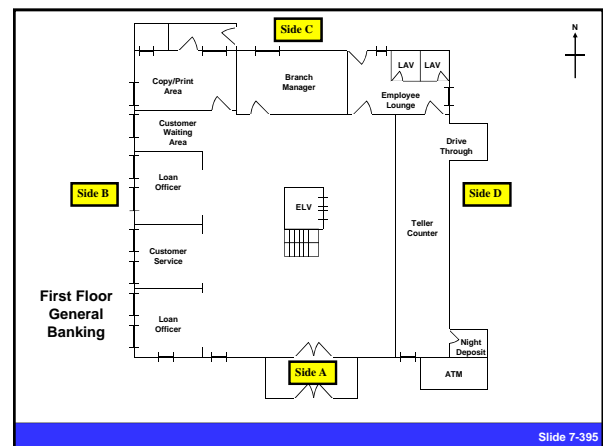 Side C
N
LAV
LAV
Copy/Print
Area
Branch
Manager
Employee
Lounge
Customer
Waiting
Area
Drive
Through
Loan
Officer
Side B
Side D
ELV
Teller
Counter
Customer
Service
First Floor
General
Banking
Loan
Officer
Night
Deposit
Side A
ATM
Slide 7-395